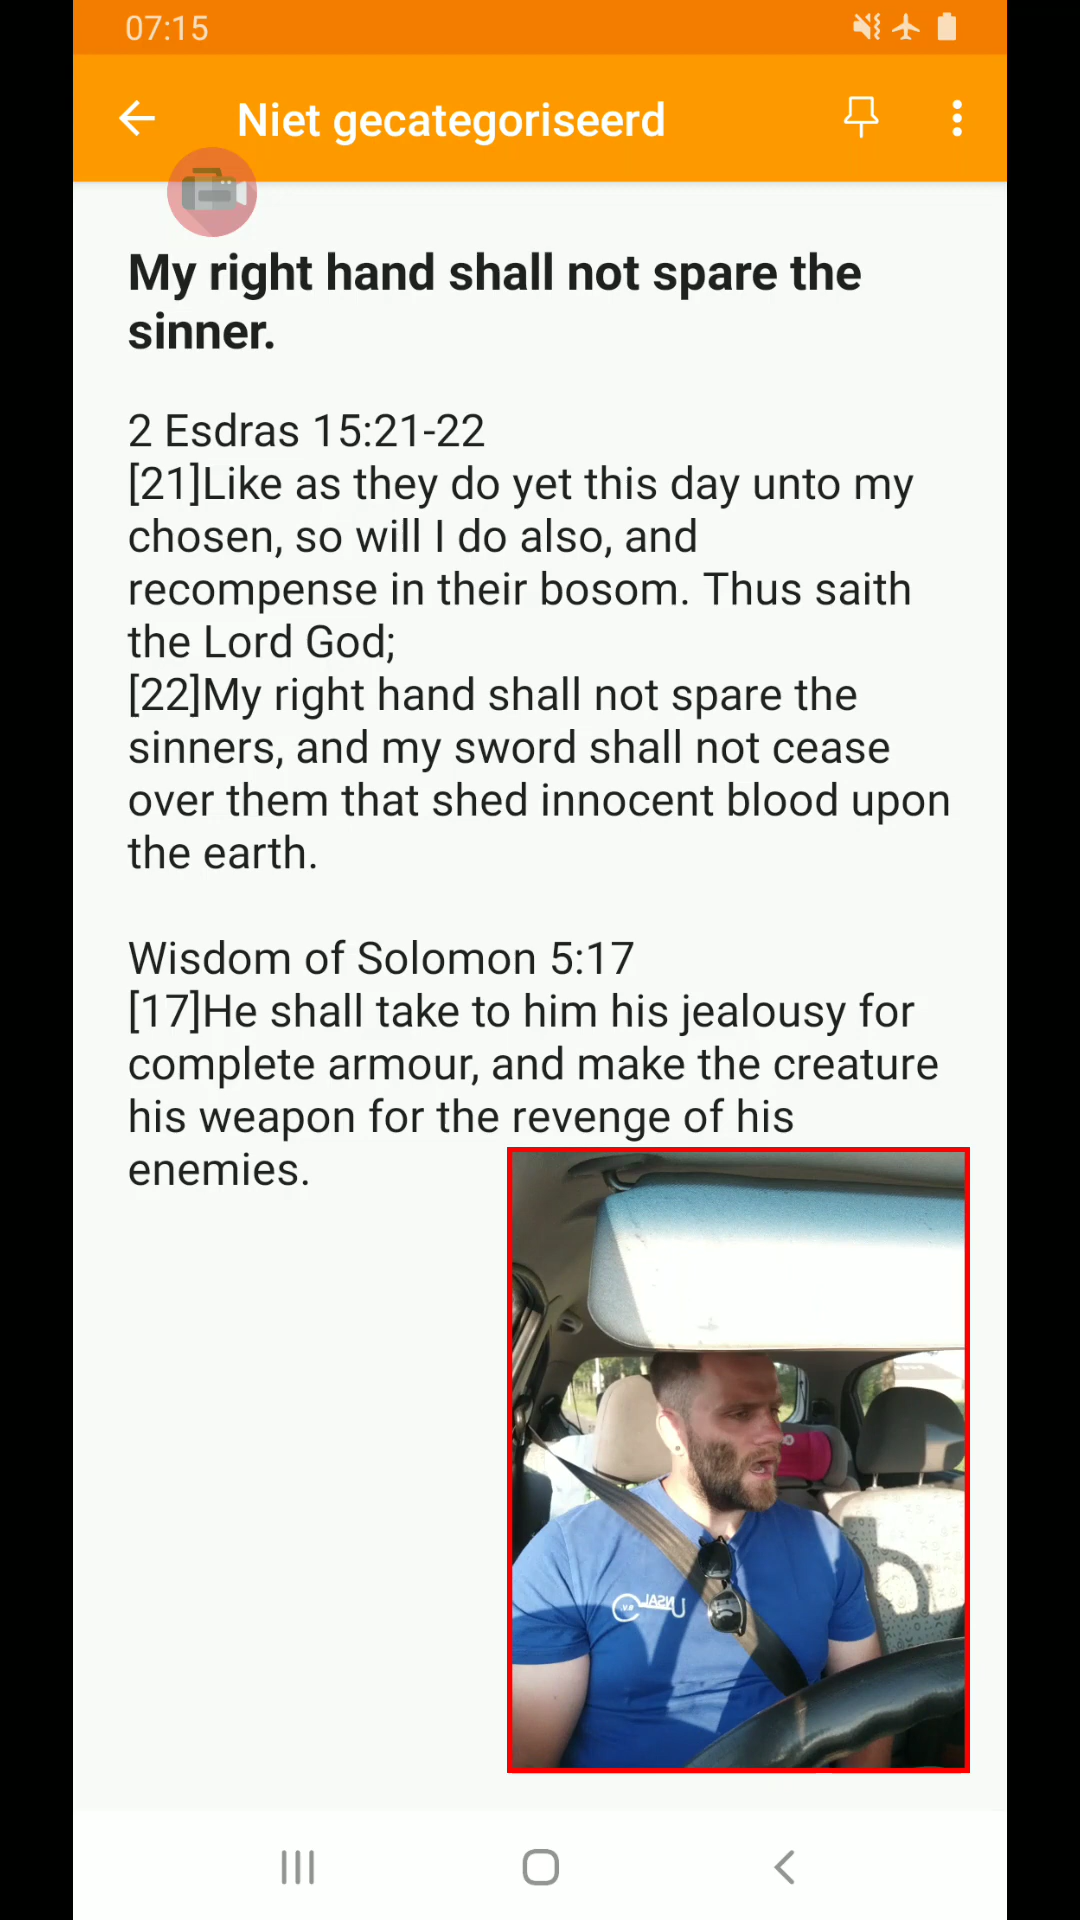 07:15
Niet gecategoriseerd
My right hand shall not spare the
sinner.
2 Esdras 15:21-22
[21]Like as they do yet this day unto my
chosen, so will I do also, and
recompense in their bosom. Thus saith
the Lord God;
[22]My right hand shall not spare the
sinners, and my sword shall not cease
over them that shed innocent blood upon
the earth.
Wisdom of Solomon 5:17
[17]He shall take to him his jealousy for
complete armour, and make the creature
his weapon for the revenge of his
enemies.
UNSAL
B.V.